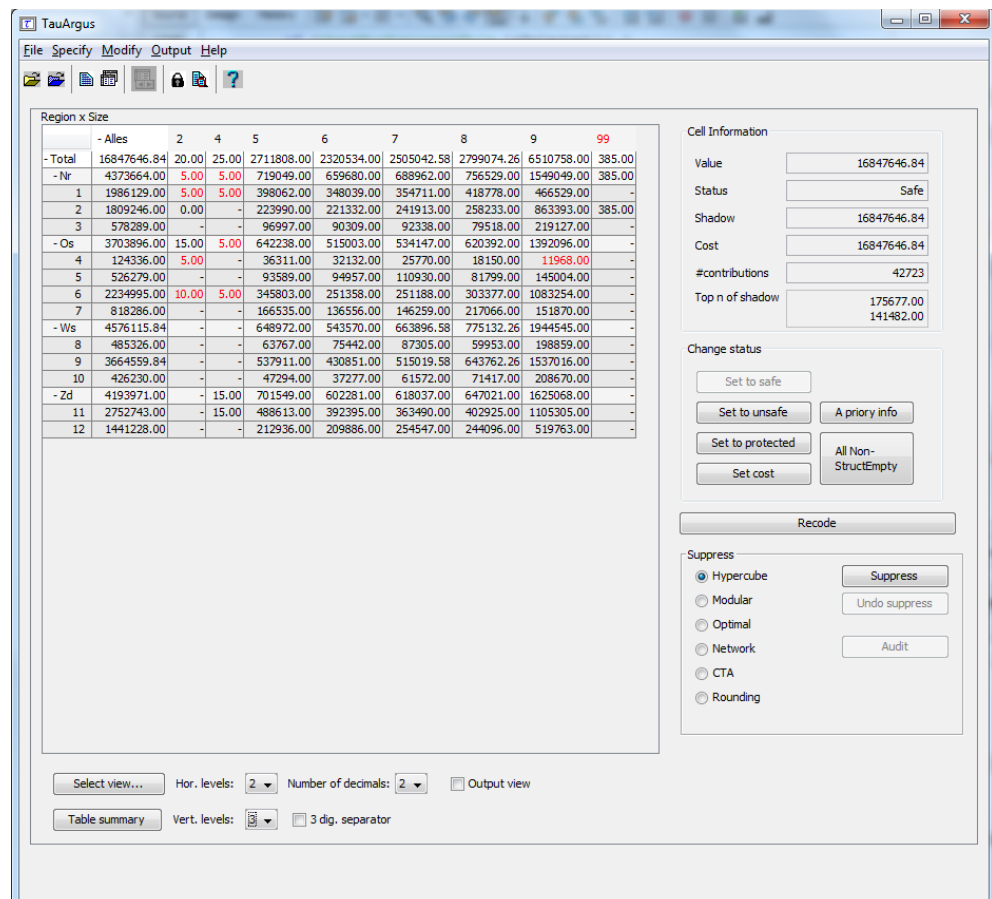 TauArgus
File Specify Modify Output Help
Region x Size
- Alles 2 4 5 6 7 8 9 99
- Total 16847646.84 20.00 25.00 2711808.00 2320534.00 2505042.58 2799074.26 6510758.00 385.00
- Nr 4373664.00 5.00 5.00 719049.00 659680.00 688962.00 756529.00 1549049.00 385.00
1 1986129.00 5.00 5.00 398062.00 348039.00 354711.00 418778.00 466529.00 -
2 1809246.00 0.00 - 223990.00 221332.00 241913.00 258233.00 863393.00 385.00
3 578289.00 - - 96997.00 90309.00 92338.00 79518.00 219127.00 -
- Os 3703896.00 15.00 5.00 642238.00 515003.00 534147.00 620392.00 1392096.00 -
4 124336.00 5.00 - 36311.00 32132.00 25770.00 18150.00 11968.00 -
5 526279.00 - - 93589.00 94957.00 110930.00 81799.00 145004.00 -
6 2234995.00 10.00 5.00 345803.00 251358.00 251188.00 303377.00 1083254.00 -
7 818286.00 - - 166535.00 136556.00 146259.00 217066.00 151870.00 -
- Ws 4576115.84 - - 648972.00 543570.00 663896.58 775132.26 1944545.00 -
8 485326.00 - - 63767.00 75442.00 87305.00 59953.00 198859.00 -
9 3664559.84 - - 537911.00 430851.00 515019.58 643762.26 1537016.00 -
10 426230.00 - - 47294.00 37277.00 61572.00 71417.00 208670.00 -
- Zd 4193971.00 - 15.00 701549.00 602281.00 618037.00 647021.00 1625068.00 -
11 2752743.00 - 15.00 488613.00 392395.00 363490.00 402925.00 1105305.00 -
12 1441228.00 - - 212936.00 209886.00 254547.00 244096.00 519763.00 -
Cell Information
Value 16847646.84
Status Safe
Shadow 16847646.84
Cost 16847646.84
#contributions 42723
Top n of shadow 175677.00
141482.00
Change status
Set to safe
Set to unsafe A priory info
Set to protected All Non-
StructEmpty
Set cost
Recode
Suppress
Hypercube Suppress
Modular Undo suppress
Optimal
Network Audit
CTA
Rounding
Select view... Hor. levels: 2 Number of decimals: 2 Output view
Table summary Vert. levels: 3 3 dig. separator